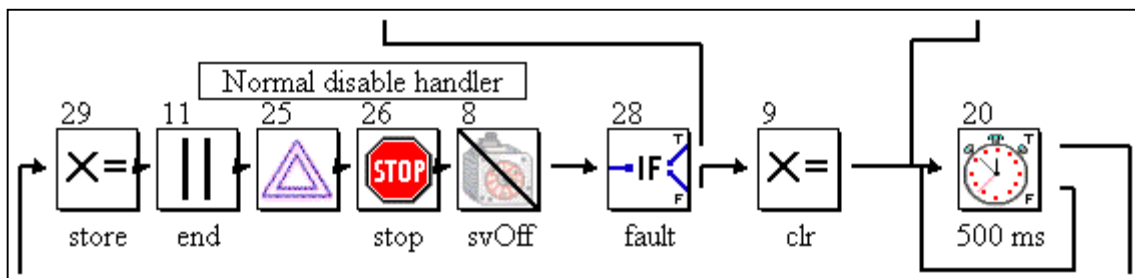 Normal disable handler
29 11 25 26 8 28 9 20
X= || STOP T IF F X= T F
store end stop svOff fault clr 500 ms